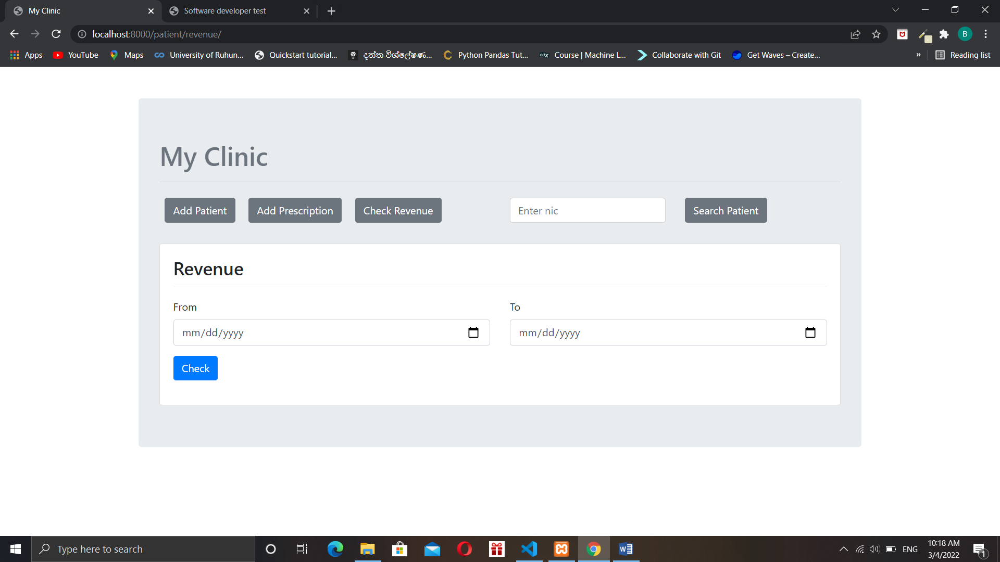 My Clinic
Software developer test
localhost:8000/patient/revenue/
B
Apps
YouTube
Maps
University of Ruhun...
Quickstart tutorial...
දත්ත විශ්ලේෂණ...
Python Pandas Tut...
edX
Course | Machine L...
Collaborate with Git
Get Waves – Create...
»
Reading list
My Clinic
Add Patient
Add Prescription
Check Revenue
Enter nic
Search Patient
Revenue
From
To
mm/dd/yyyy
mm/dd/yyyy
Check
Type here to search
ENG
10:18 AM
3/4/2022
1